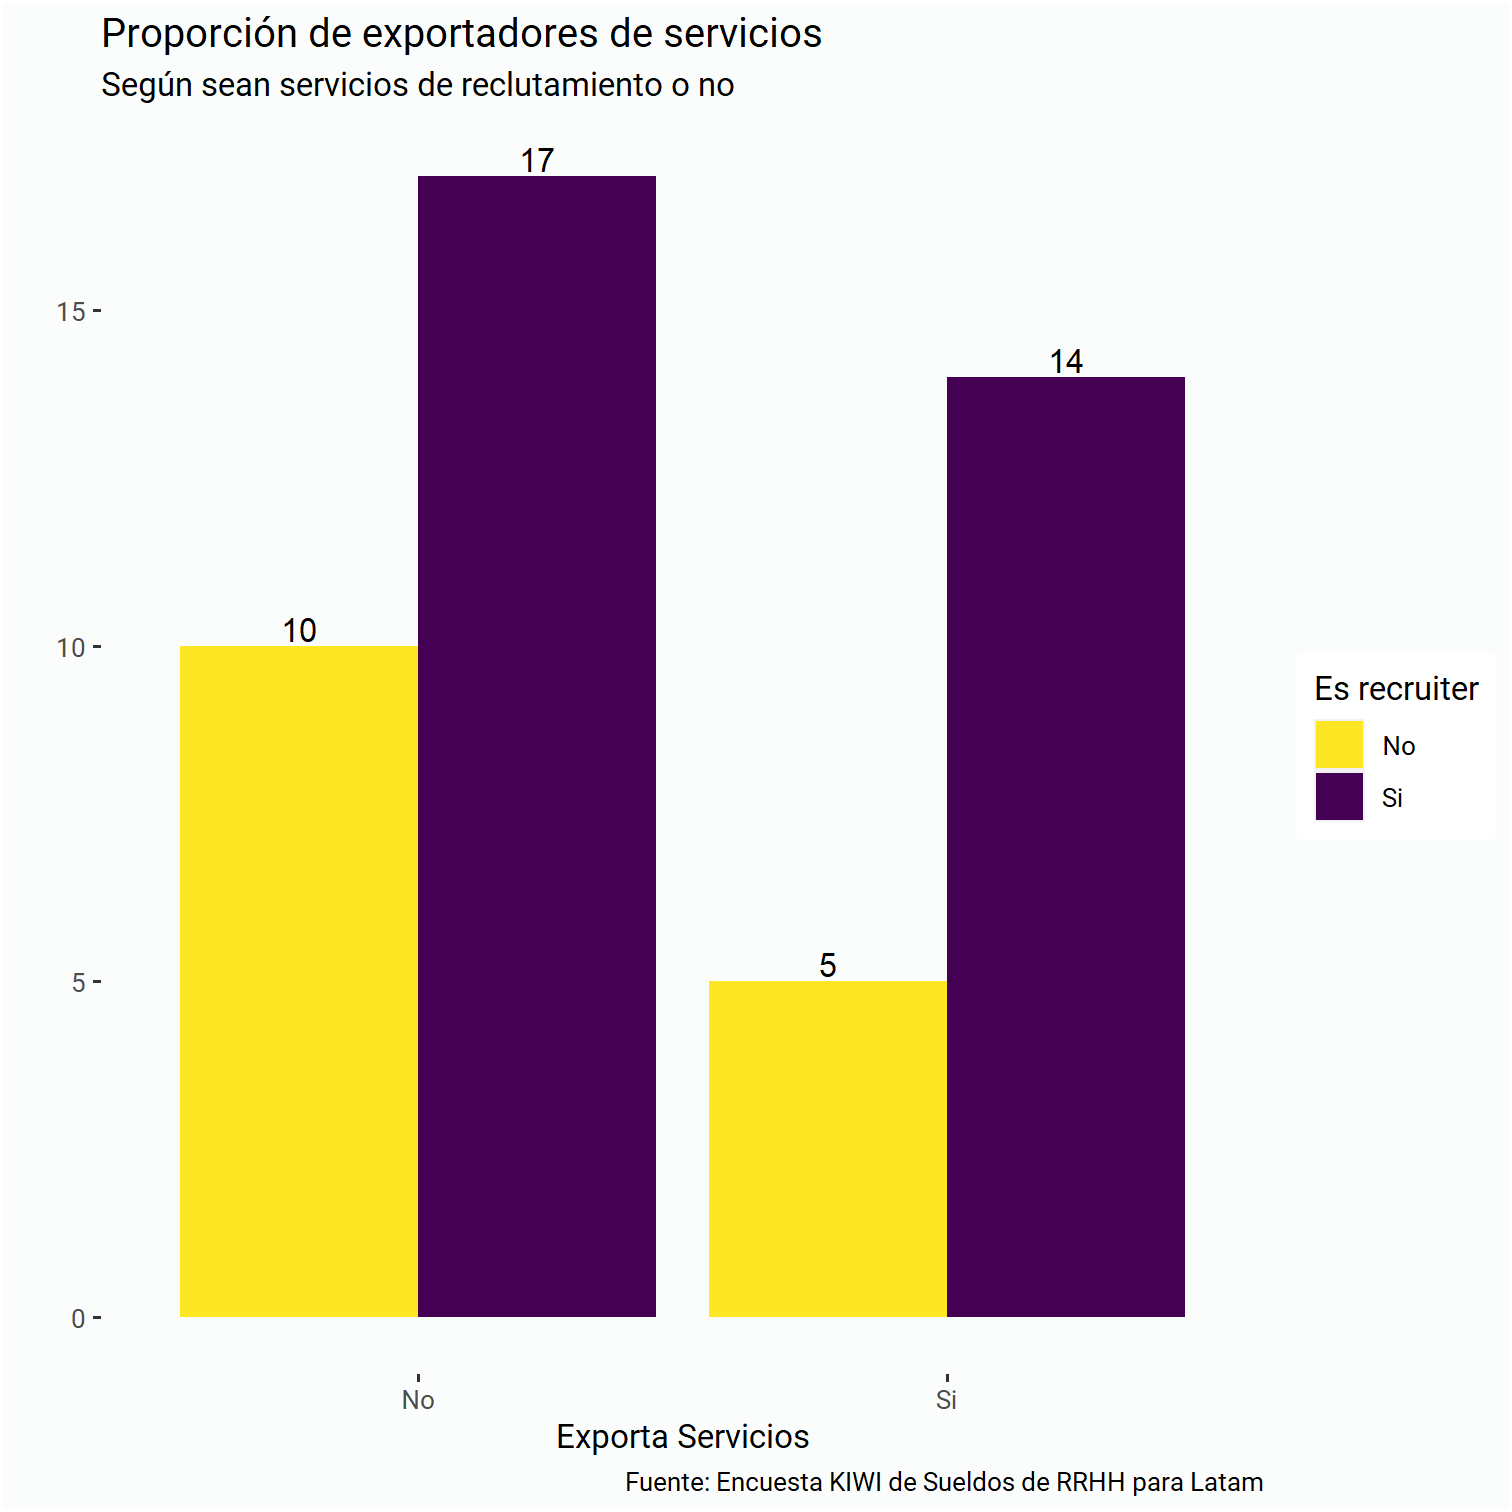 Proporción de exportadores de servicios
Según sean servicios de reclutamiento o no
17
14
10
5
15
10
5
0
No
Si
Exporta Servicios
Fuente: Encuesta KIWI de Sueldos de RRHH para Latam
Es recruiter
No
Si